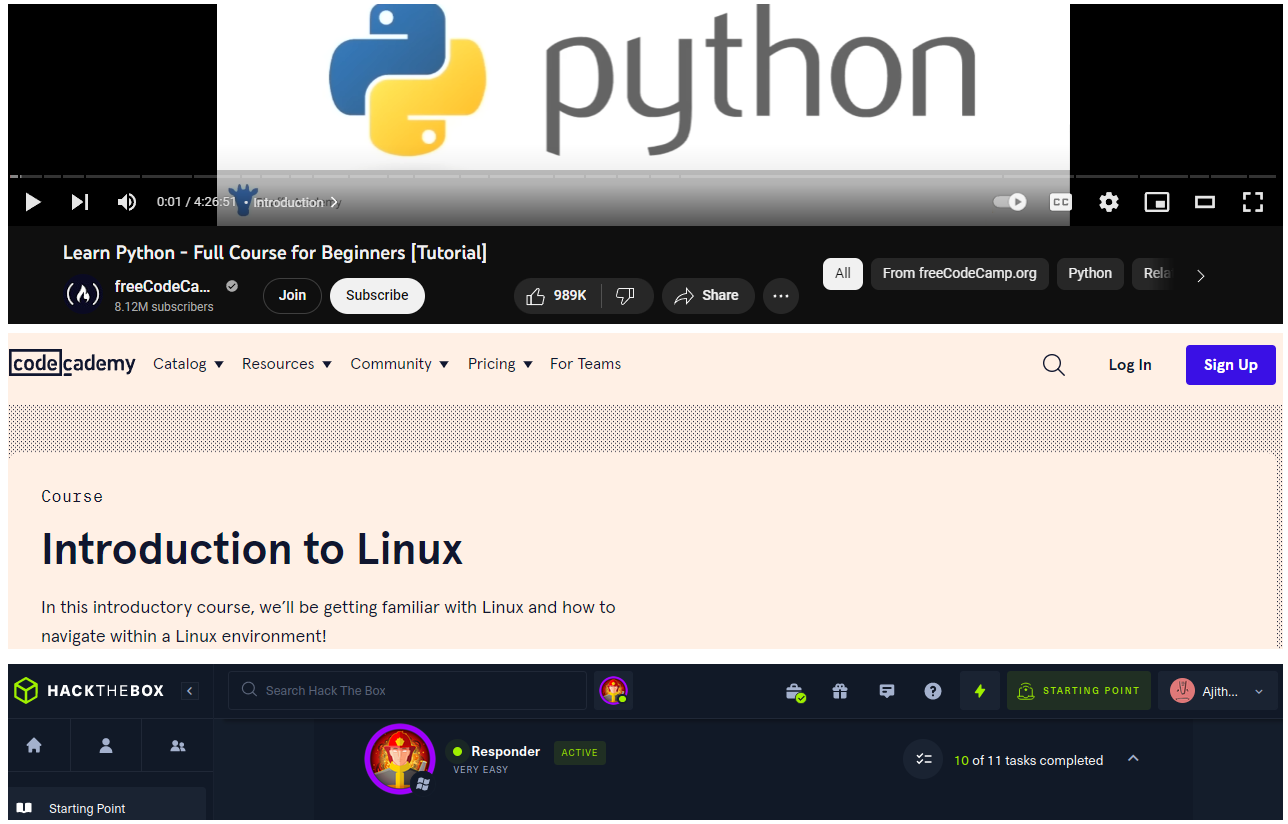 python
0:01 / 4:26:51 • Introduction
CC
Learn Python - Full Course for Beginners [Tutorial]
freeCodeCa...
8.12M subscribers
Join
Subscribe
989K
Share
All
From freeCodeCamp.org
Python
Rela
codecademy
Catalog
Resources
Community
Pricing
For Teams
Log In
Sign Up
Course
Introduction to Linux
In this introductory course, we’ll be getting familiar with Linux and how to
navigate within a Linux environment!
HACKTHEBOX
Search Hack The Box
STARTING POINT
Ajith...
Responder
ACTIVE
VERY EASY
10 of 11 tasks completed
Starting Point